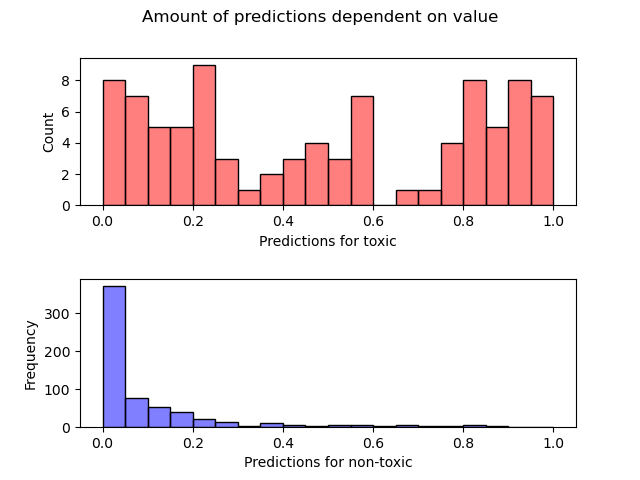 Amount of predictions dependent on value
8
6
4
2
0
Count
0.0 0.2 0.4 0.6 0.8 1.0
Predictions for toxic
300
200
100
0
Frequency
0.0 0.2 0.4 0.6 0.8 1.0
Predictions for non-toxic